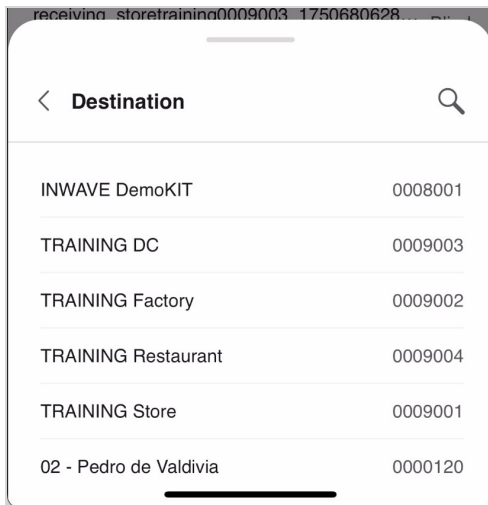 receiving_storetraining0009003_1750680628...
Destination
INWAVE DemoKIT 0008001
TRAINING DC 0009003
TRAINING Factory 0009002
TRAINING Restaurant 0009004
TRAINING Store 0009001
02 - Pedro de Valdivia 0000120